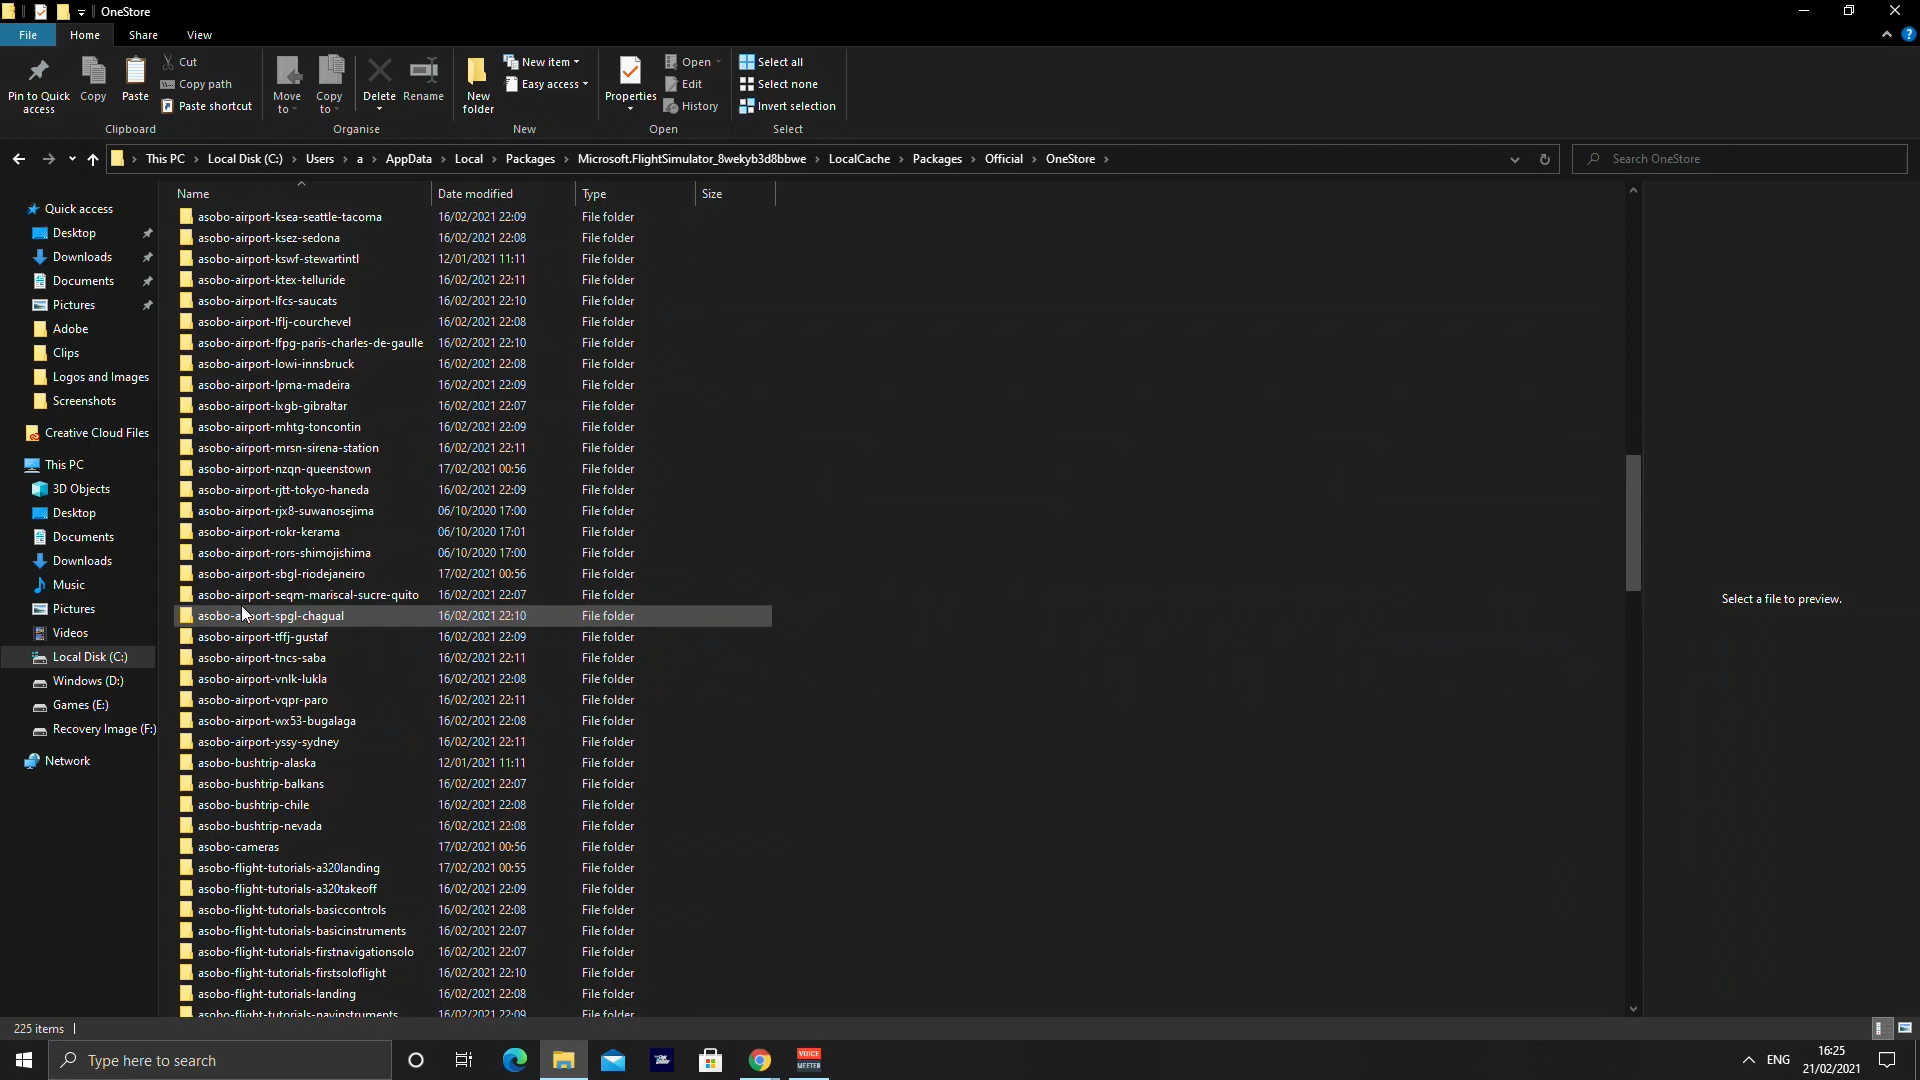 OneStore
File Home Share View
Pin to Quick access
Copy
Paste
Cut
Copy path
Paste shortcut
Clipboard
Move to
Copy to
Delete
Rename
Organise
New folder
New item
Easy access
New
Properties
Open
Edit
History
Open
Select all
Select none
Invert selection
Select
This PC Local Disk (C:) Users a AppData Local Packages Microsoft.FlightSimulator_8wekyb3d8bbwe LocalCache Packages Official OneStore
Search OneStore
Quick access
Desktop
Downloads
Documents
Pictures
Adobe
Clips
Logos and Images
Screenshots
Creative Cloud Files
This PC
3D Objects
Desktop
Documents
Downloads
Music
Pictures
Videos
Local Disk (C:)
Windows (D:)
Games (E:)
Recovery Image (F:)
Network
Name Date modified Type Size
asobo-airport-ksea-seattle-tacoma 16/02/2021 22:09 File folder
asobo-airport-ksez-sedona 16/02/2021 22:08 File folder
asobo-airport-kswf-stewartintl 12/01/2021 11:11 File folder
asobo-airport-ktex-telluride 16/02/2021 22:11 File folder
asobo-airport-lfcs-saucats 16/02/2021 22:10 File folder
asobo-airport-lflj-courchevel 16/02/2021 22:08 File folder
asobo-airport-lfpg-paris-charles-de-gaulle 16/02/2021 22:10 File folder
asobo-airport-lowi-innsbruck 16/02/2021 22:08 File folder
asobo-airport-lpma-madeira 16/02/2021 22:09 File folder
asobo-airport-lxgb-gibraltar 16/02/2021 22:07 File folder
asobo-airport-mhtg-toncontin 16/02/2021 22:09 File folder
asobo-airport-mrsn-sirena-station 16/02/2021 22:11 File folder
asobo-airport-nzqn-queenstown 17/02/2021 00:56 File folder
asobo-airport-rjtt-tokyo-haneda 16/02/2021 22:09 File folder
asobo-airport-rjx8-suwanosejima 06/10/2020 17:00 File folder
asobo-airport-rokr-kerama 06/10/2020 17:01 File folder
asobo-airport-rors-shimojishima 06/10/2020 17:00 File folder
asobo-airport-sbgl-riodejaneiro 17/02/2021 00:56 File folder
asobo-airport-seqm-mariscal-sucre-quito 16/02/2021 22:07 File folder
asobo-airport-spgl-chagual 16/02/2021 22:10 File folder
asobo-airport-tffj-gustaf 16/02/2021 22:09 File folder
asobo-airport-tncs-saba 16/02/2021 22:11 File folder
asobo-airport-vnlk-lukla 16/02/2021 22:08 File folder
asobo-airport-vqpr-paro 16/02/2021 22:11 File folder
asobo-airport-wx53-bugalaga 16/02/2021 22:08 File folder
asobo-airport-yssy-sydney 16/02/2021 22:11 File folder
asobo-bushtrip-alaska 12/01/2021 11:11 File folder
asobo-bushtrip-balkans 16/02/2021 22:07 File folder
asobo-bushtrip-chile 16/02/2021 22:08 File folder
asobo-bushtrip-nevada 16/02/2021 22:08 File folder
asobo-cameras 17/02/2021 00:56 File folder
asobo-flight-tutorials-a320landing 17/02/2021 00:55 File folder
asobo-flight-tutorials-a320takeoff 16/02/2021 22:09 File folder
asobo-flight-tutorials-basiccontrols 16/02/2021 22:08 File folder
asobo-flight-tutorials-basicinstruments 16/02/2021 22:07 File folder
asobo-flight-tutorials-firstnavigationsolo 16/02/2021 22:07 File folder
asobo-flight-tutorials-firstsoloflight 16/02/2021 22:10 File folder
asobo-flight-tutorials-landing 16/02/2021 22:08 File folder
asobo-flight-tutorials-navinstruments 16/02/2021 22:09 File folder
Select a file to preview.
225 items
Type here to search
VOICE
MEETER
ENG
16:25
21/02/2021